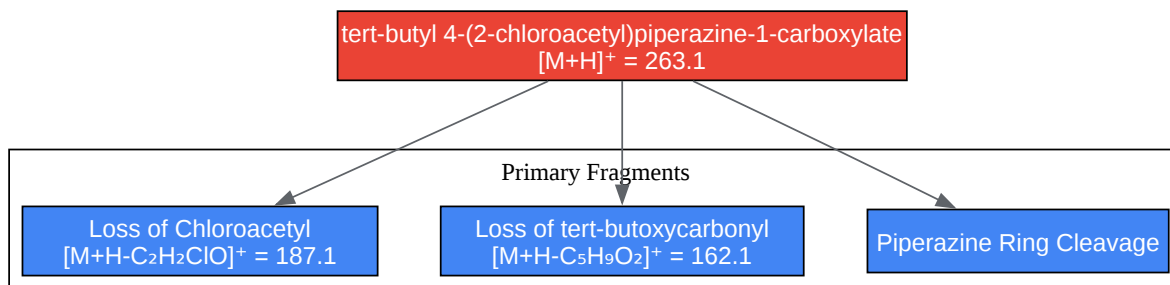 tert-butyl 4-(2-chloroacetyl)piperazine-1-carboxylate
[M+H]⁺ = 263.1
Primary Fragments
Loss of Chloroacetyl
[M+H-C₂H₂ClO]⁺ = 187.1
Loss of tert-butoxycarbonyl
[M+H-C₅H₉O₂]⁺ = 162.1
Piperazine Ring Cleavage